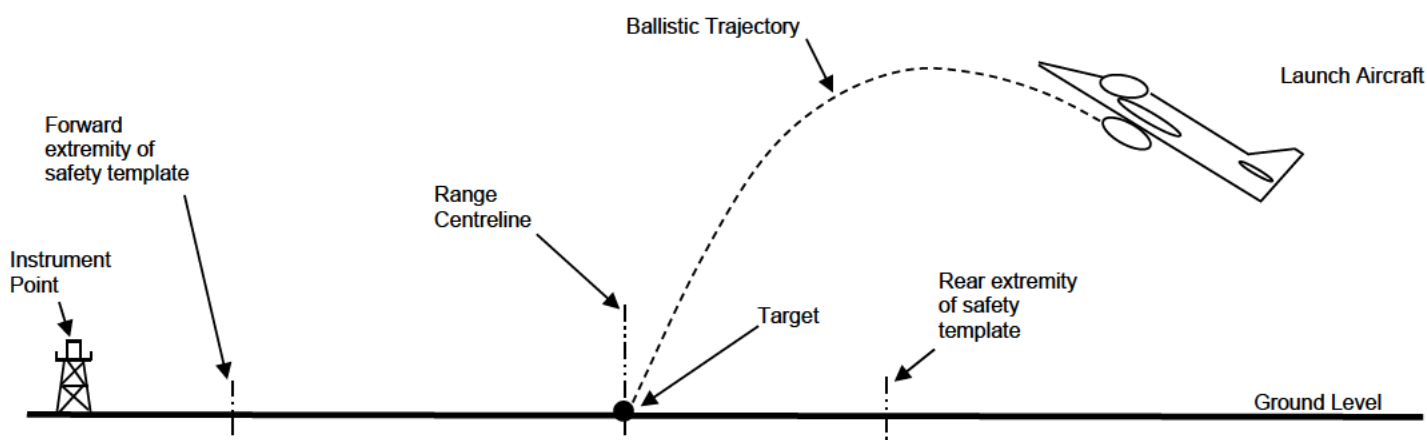 Ballistic Trajectory
Launch Aircraft
Forward
extremity of
safety template
Range
Centreline
Instrument
Point
Rear extremity
of safety
template
Target
Ground Level